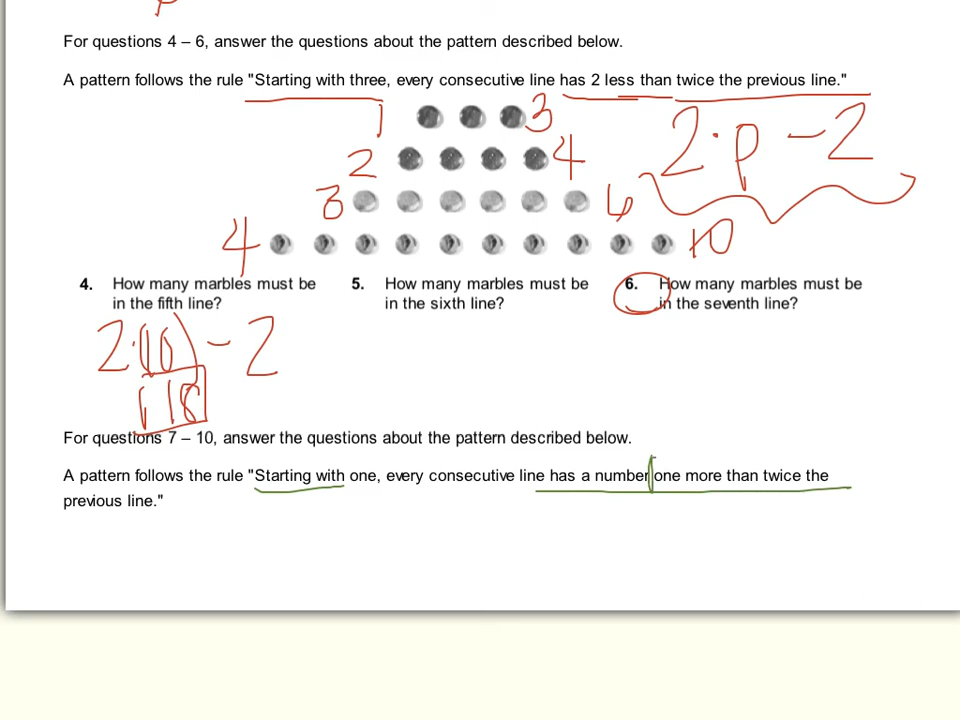 For questions 4 – 6, answer the questions about the pattern described below.
A pattern follows the rule "Starting with three, every consecutive line has 2 less than twice the previous line."
1 3
2 4
3 6
4 10
2·p – 2
4. How many marbles must be in the fifth line?
5. How many marbles must be in the sixth line?
6. How many marbles must be in the seventh line?
2·(10) – 2
18
For questions 7 – 10, answer the questions about the pattern described below.
A pattern follows the rule "Starting with one, every consecutive line has a number one more than twice the
previous line."